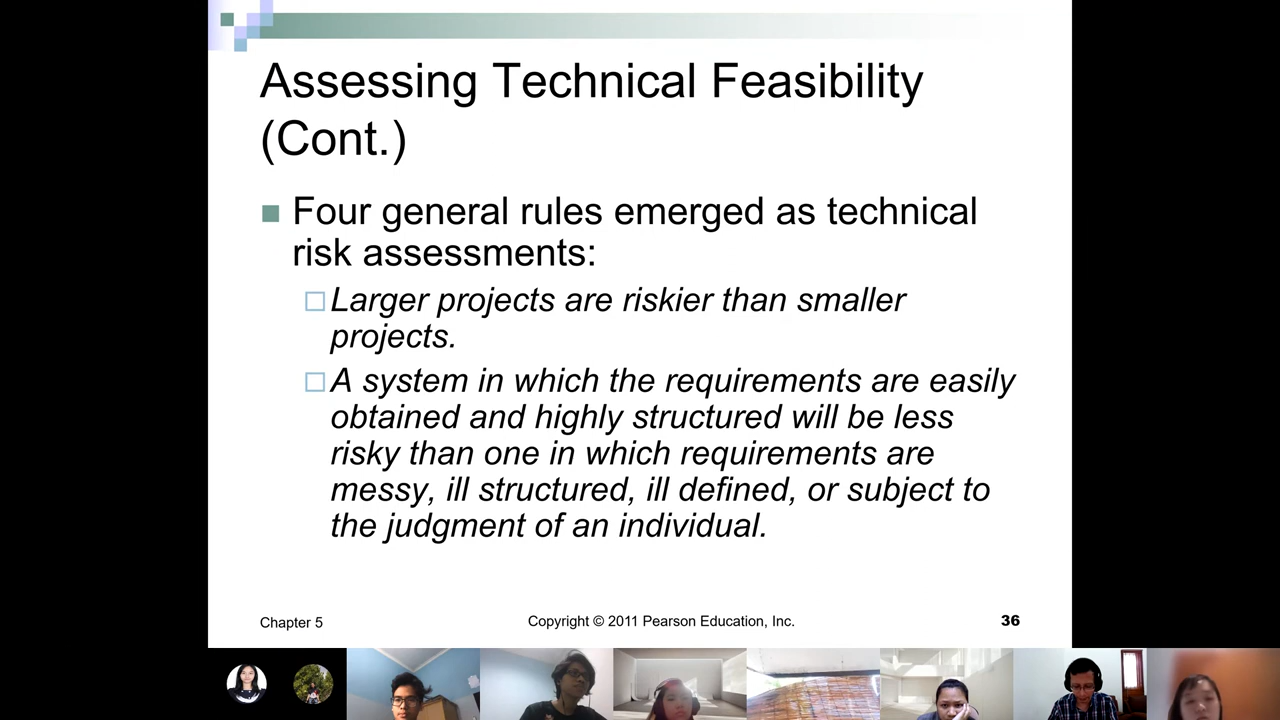 Assessing Technical Feasibility
(Cont.)
Four general rules emerged as technical
risk assessments:
Larger projects are riskier than smaller
projects.
A system in which the requirements are easily
obtained and highly structured will be less
risky than one in which requirements are
messy, ill structured, ill defined, or subject to
the judgment of an individual.
Chapter 5
Copyright © 2011 Pearson Education, Inc.
36